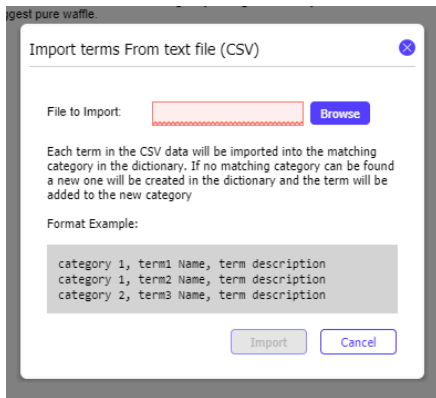 ggest pure waffle.
Import terms From text file (CSV)
File to Import:
Browse
Each term in the CSV data will be imported into the matching
category in the dictionary. If no matching category can be found
a new one will be created in the dictionary and the term will be
added to the new category
Format Example:
category 1, term1 Name, term description
category 1, term2 Name, term description
category 2, term3 Name, term description
Import
Cancel